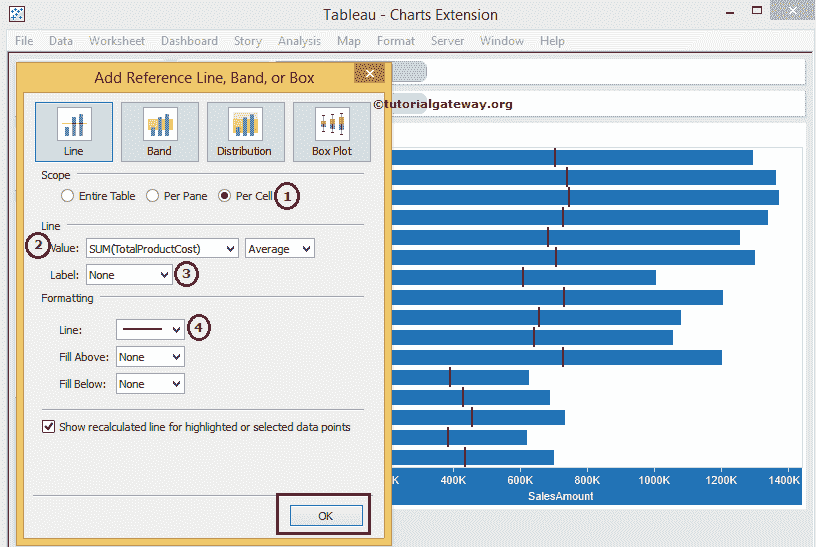 Tableau - Charts Extension
File Data Worksheet Dashboard Story Analysis Map Format Server Window Help
Add Reference Line, Band, or Box
©tutorialgateway.org
Line Band Distribution Box Plot
Scope
Entire Table Per Pane Per Cell 1
Line
2 Value: SUM(TotalProductCost) Average
Label: None 3
Formatting
Line: 4
Fill Above: None
Fill Below: None
Show recalculated line for highlighted or selected data points
OK
K 400K 600K 800K 1000K 1200K 1400K
SalesAmount